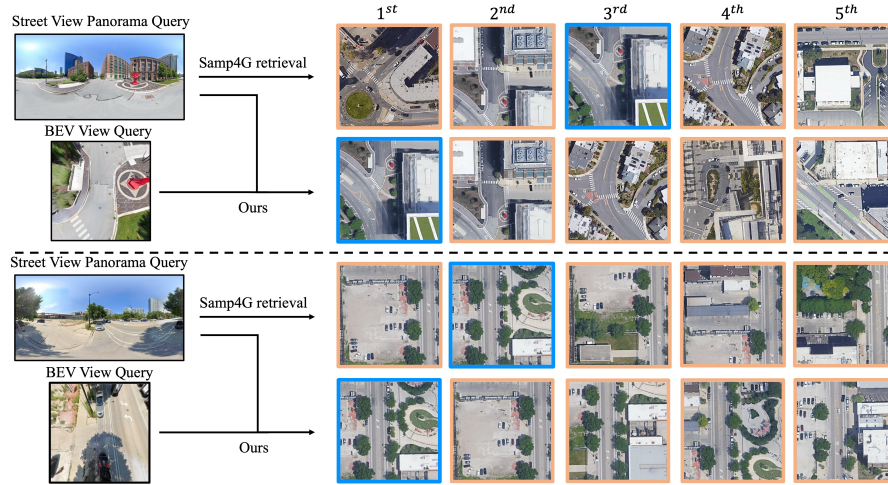 Street View Panorama Query
1st 2nd 3rd 4th 5th
Samp4G retrieval
BEV View Query
Ours
Street View Panorama Query
Samp4G retrieval
BEV View Query
Ours